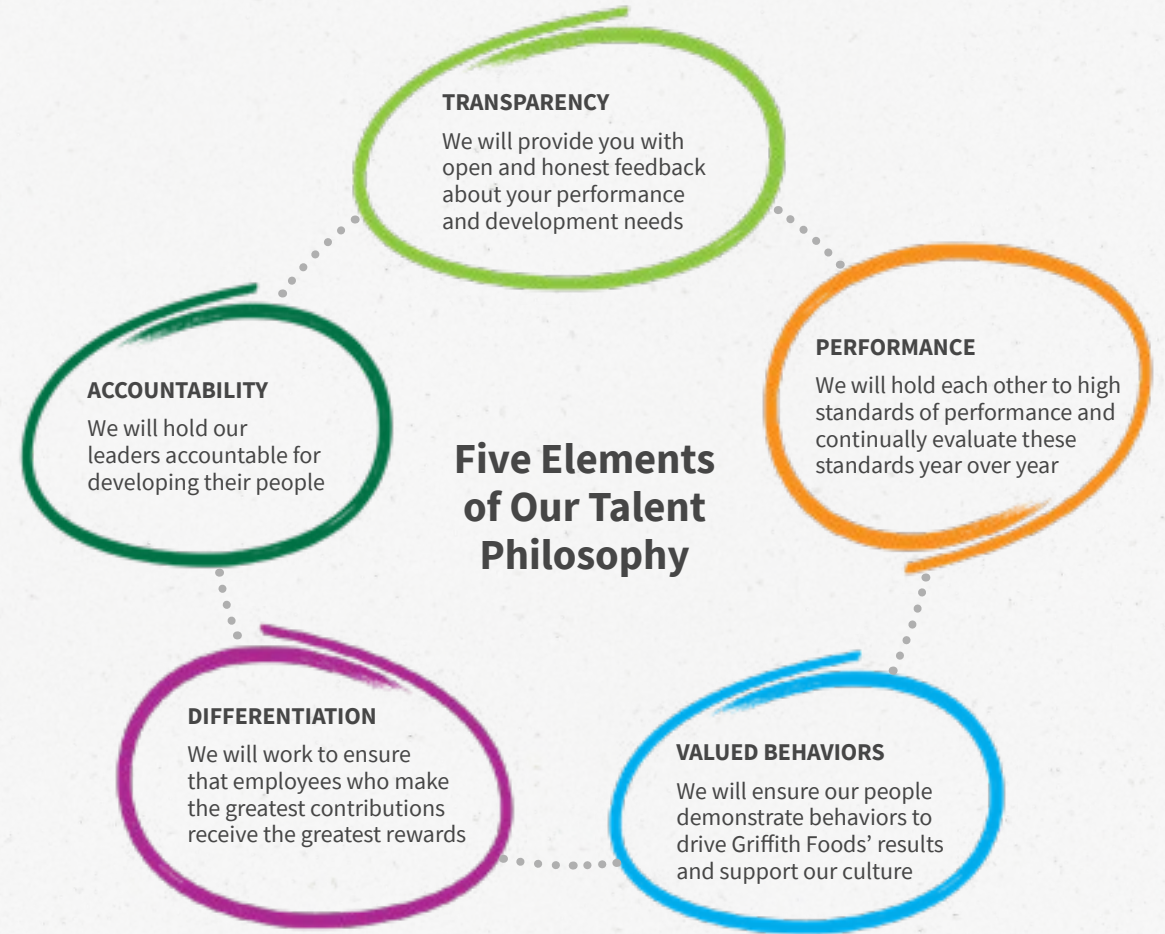 TRANSPARENCY
We will provide you with
open and honest feedback
about your performance
and development needs
PERFORMANCE
We will hold each other to high
standards of performance and
continually evaluate these
standards year over year
ACCOUNTABILITY
We will hold our
leaders accountable for
developing their people
Five Elements
of Our Talent
Philosophy
DIFFERENTIATION
We will work to ensure
that employees who make
the greatest contributions
receive the greatest rewards
VALUED BEHAVIORS
We will ensure our people
demonstrate behaviors to
drive Griffith Foods’ results
and support our culture